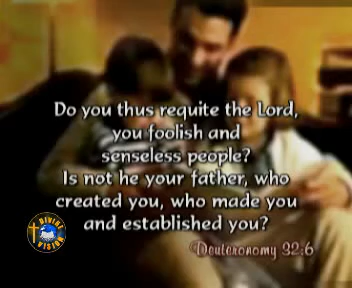 Do you thus requite the Lord,
you foolish and
senseless people?
Is not he your father, who
created you, who made you
and established you?
Deuteronomy 32:6
DIVINE
VISION